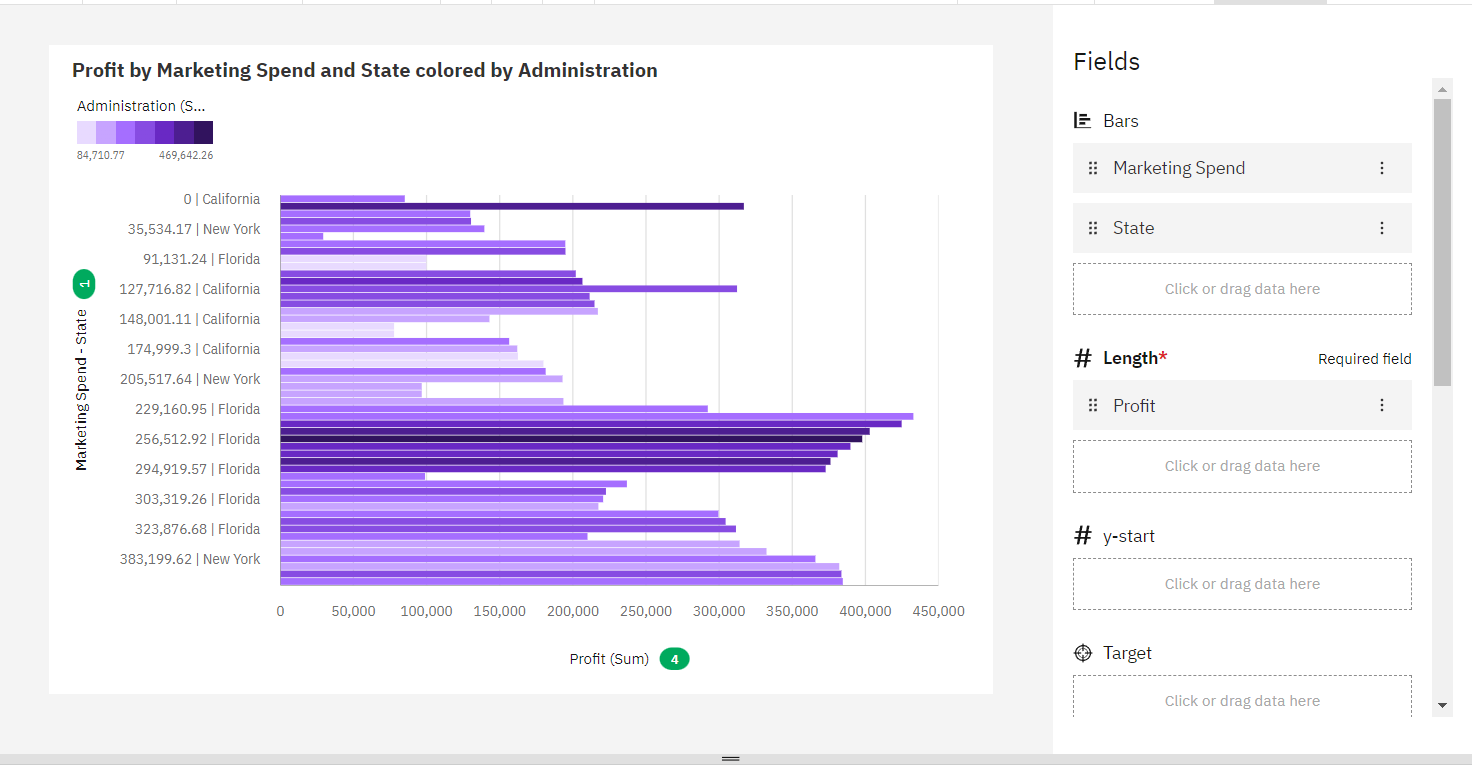 Profit by Marketing Spend and State colored by Administration
Administration (S...
84,710.77 469,642.26
0 | California
35,534.17 | New York
91,131.24 | Florida
127,716.82 | California
148,001.11 | California
174,999.3 | California
205,517.64 | New York
229,160.95 | Florida
256,512.92 | Florida
294,919.57 | Florida
303,319.26 | Florida
323,876.68 | Florida
383,199.62 | New York
Marketing Spend - State 1
0 50,000 100,000 150,000 200,000 250,000 300,000 350,000 400,000 450,000
Profit (Sum) 4
Fields
Bars
Marketing Spend
State
Click or drag data here
# Length* Required field
Profit
Click or drag data here
# y-start
Click or drag data here
Target
Click or drag data here